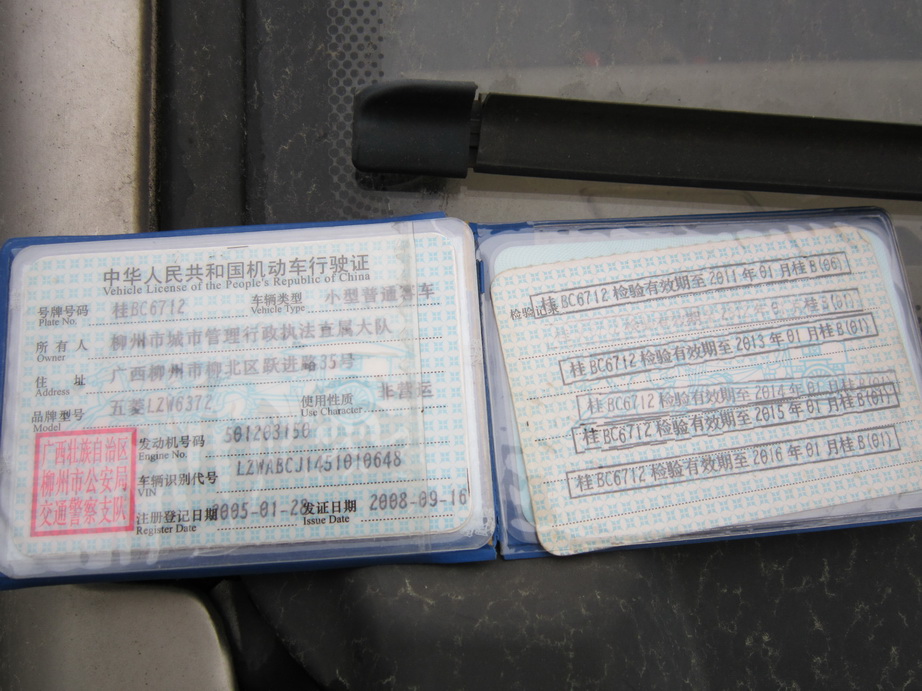 中华人民共和国机动车行驶证
Vehicle License of the People's Republic of China
号牌号码 桂BC6712 车辆类型 小型普通客车
Plate No. Vehicle Type
所有人 柳州市城市管理行政执法直属大队
Owner
住址 广西柳州市柳北区跃进路35号
Address
品牌型号 五菱LZW6372 使用性质 非营运
Model Use Character
发动机号码 501203150
Engine No.
车辆识别代号 LZWABCJ1451010648
VIN
注册登记日期 2005-01-28 发证日期 2008-09-16
Register Date Issue Date
广西壮族自治区
柳州市公安局
交通警察支队
检验记录 桂BC6712 检验有效期至2011年01月桂B(06)
桂BC6712 检验有效期至2013年01月桂B(01)
桂BC6712 检验有效期至2014年01月桂B(01)
桂BC6712 检验有效期至2015年01月桂B(01)
桂BC6712 检验有效期至2016年01月桂B(01)